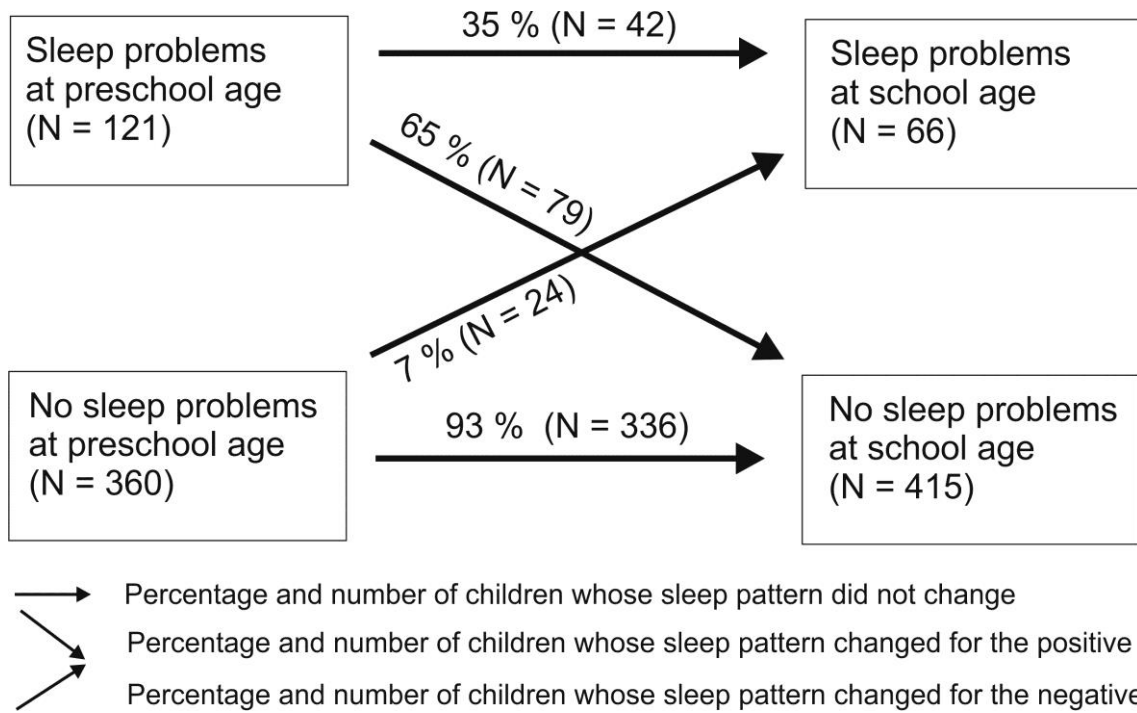 Sleep problems
at preschool age
(N = 121)
35 % (N = 42)
Sleep problems
at school age
(N = 66)
65 % (N = 79)
7 % (N = 24)
No sleep problems
at preschool age
(N = 360)
93 % (N = 336)
No sleep problems
at school age
(N = 415)
Percentage and number of children whose sleep pattern did not change
Percentage and number of children whose sleep pattern changed for the positive
Percentage and number of children whose sleep pattern changed for the negative